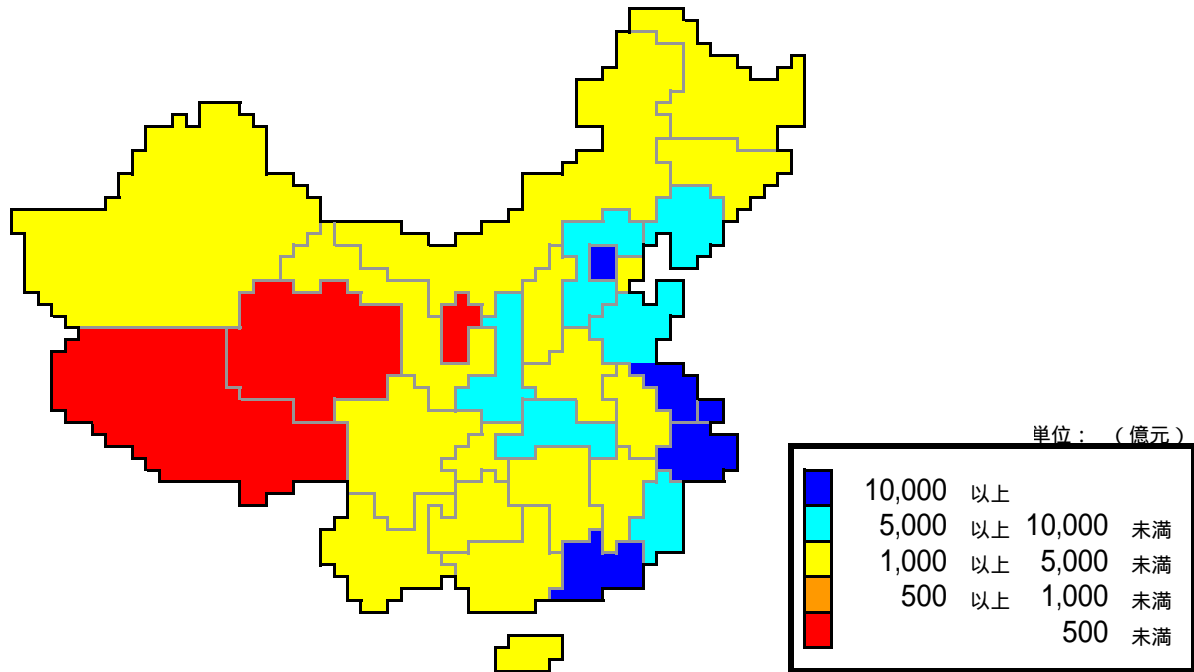 単位： （億元）
10,000 以上
5,000 以上 10,000 未満
1,000 以上 5,000 未満
500 以上 1,000 未満
500 未満